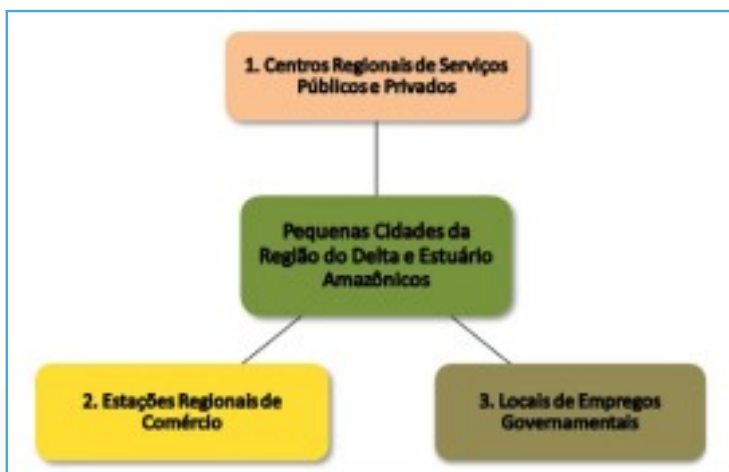 1. Centros Regionais de Serviços
Públicos e Privados
Pequenas Cidades da
Região do Delta e Estuário
Amazônicos
2. Estações Regionais de
Comércio
3. Locais de Empregos
Governamentais